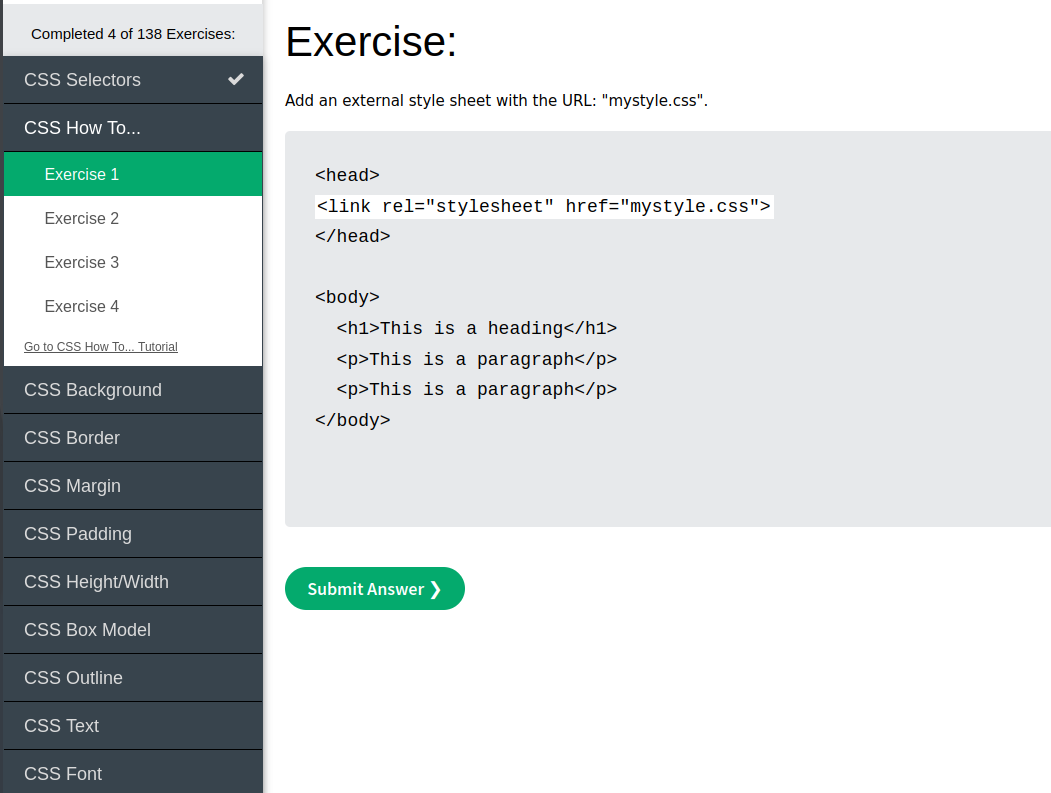 Completed 4 of 138 Exercises:
CSS Selectors
CSS How To...
Exercise 1
Exercise 2
Exercise 3
Exercise 4
Go to CSS How To... Tutorial
CSS Background
CSS Border
CSS Margin
CSS Padding
CSS Height/Width
CSS Box Model
CSS Outline
CSS Text
CSS Font
Exercise:
Add an external style sheet with the URL: "mystyle.css".
<head>
<link rel="stylesheet" href="mystyle.css">
</head>
<body>
  <h1>This is a heading</h1>
  <p>This is a paragraph</p>
  <p>This is a paragraph</p>
</body>
Submit Answer ❯